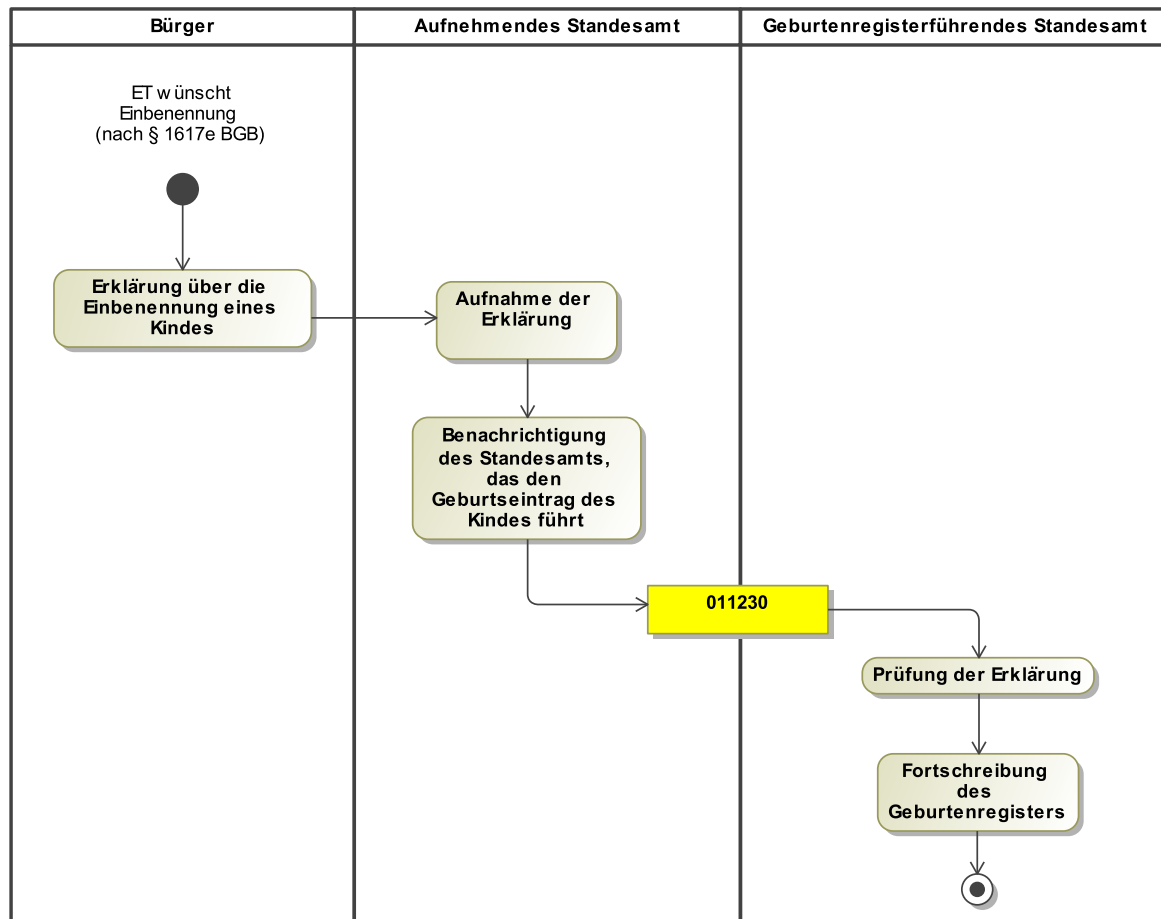 Bürger
Aufnehmendes Standesamt
Geburtenregisterführendes Standesamt
ET wünscht
Einbenennung
(nach § 1617e BGB)
Erklärung über die
Einbenennung eines
Kindes
Aufnahme der
Erklärung
Benachrichtigung
des Standesamts,
das den
Geburtseintrag des
Kindes führt
011230
Prüfung der Erklärung
Fortschreibung
des
Geburtenregisters